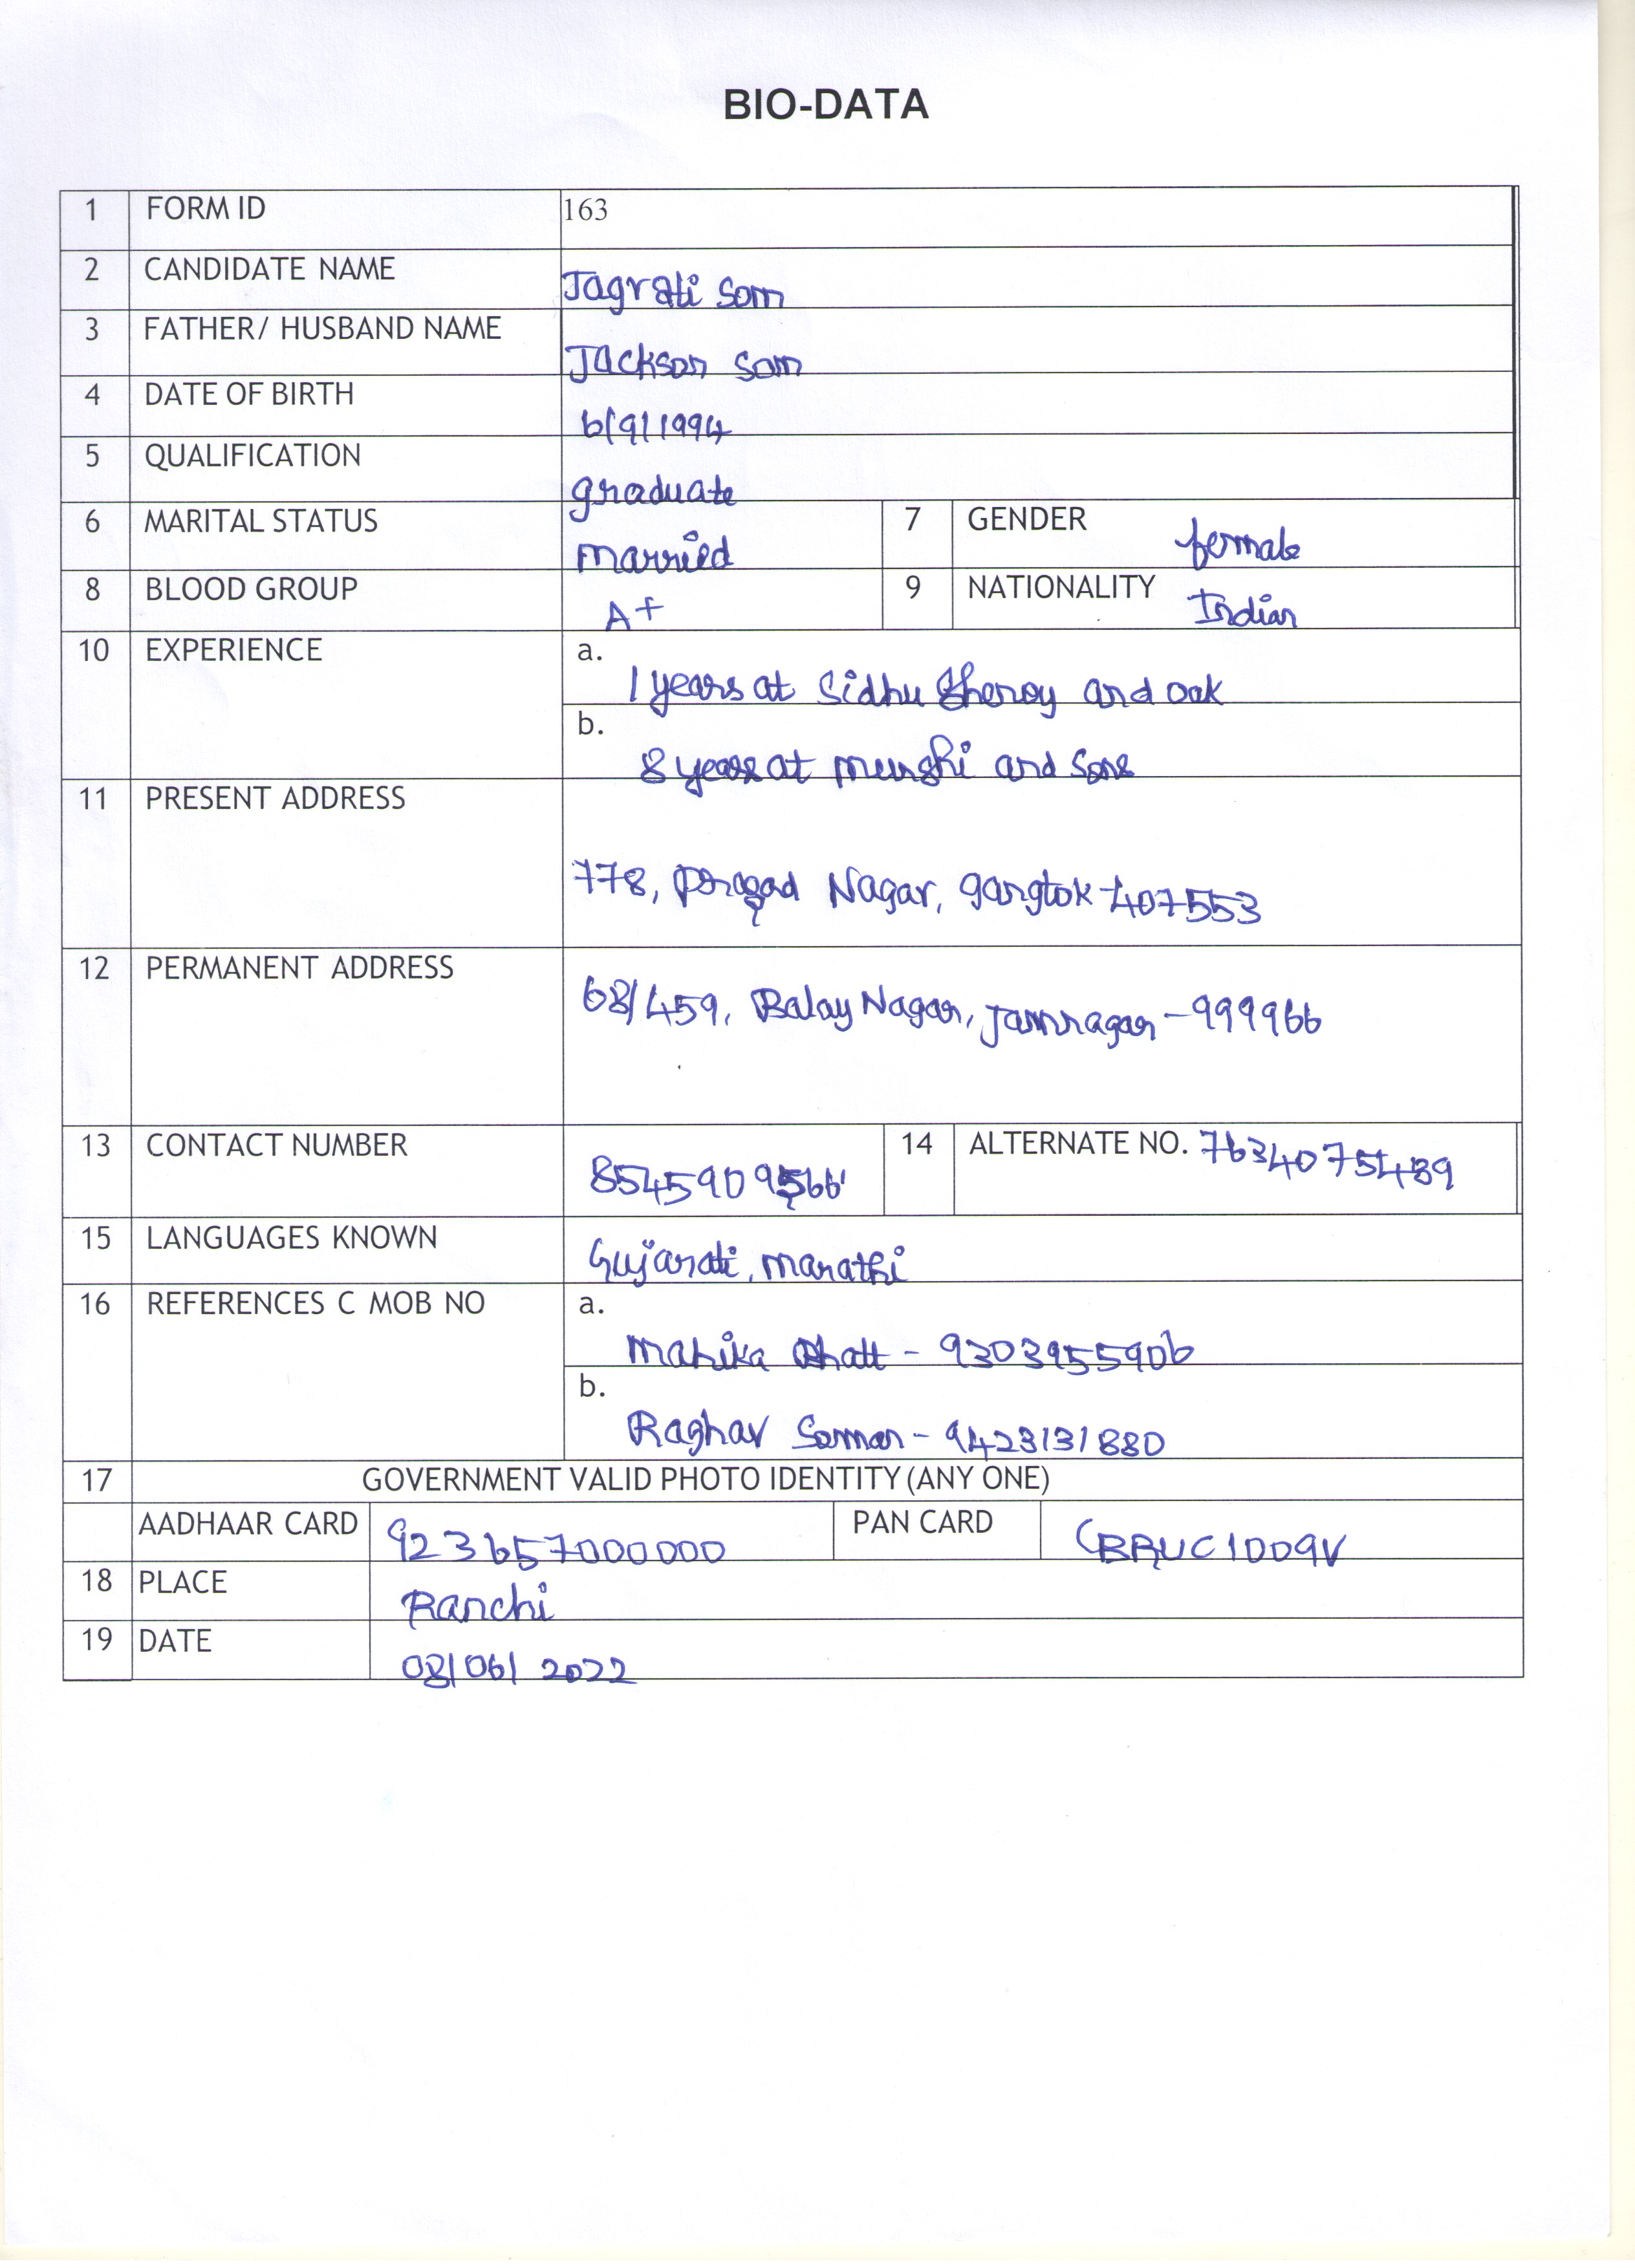 BIO-DATA
1 FORM ID 163
2 CANDIDATE NAME Jagrati Som
3 FATHER/ HUSBAND NAME Jackson Som
4 DATE OF BIRTH 6/9/1994
5 QUALIFICATION graduate
6 MARITAL STATUS married 7 GENDER female
8 BLOOD GROUP A+ 9 NATIONALITY Indian
10 EXPERIENCE a. 1 years at Sidhu Shenoy and oak
b. 8 years at munshi and Sons
11 PRESENT ADDRESS
778, Nagar, gangtok-407553
12 PERMANENT ADDRESS 68/459, Balay Nagar, Jamnagar-999966
13 CONTACT NUMBER 8545909566 14 ALTERNATE NO. 7634075489
15 LANGUAGES KNOWN Gujarati, marathi
16 REFERENCES C MOB NO a. mahika - 9303955906
b. Raghav - 9423131880
17 GOVERNMENT VALID PHOTO IDENTITY(ANY ONE)
AADHAAR CARD 923657000000 PAN CARD CBRUC1009V
18 PLACE Ranchi
19 DATE 08/06/2022